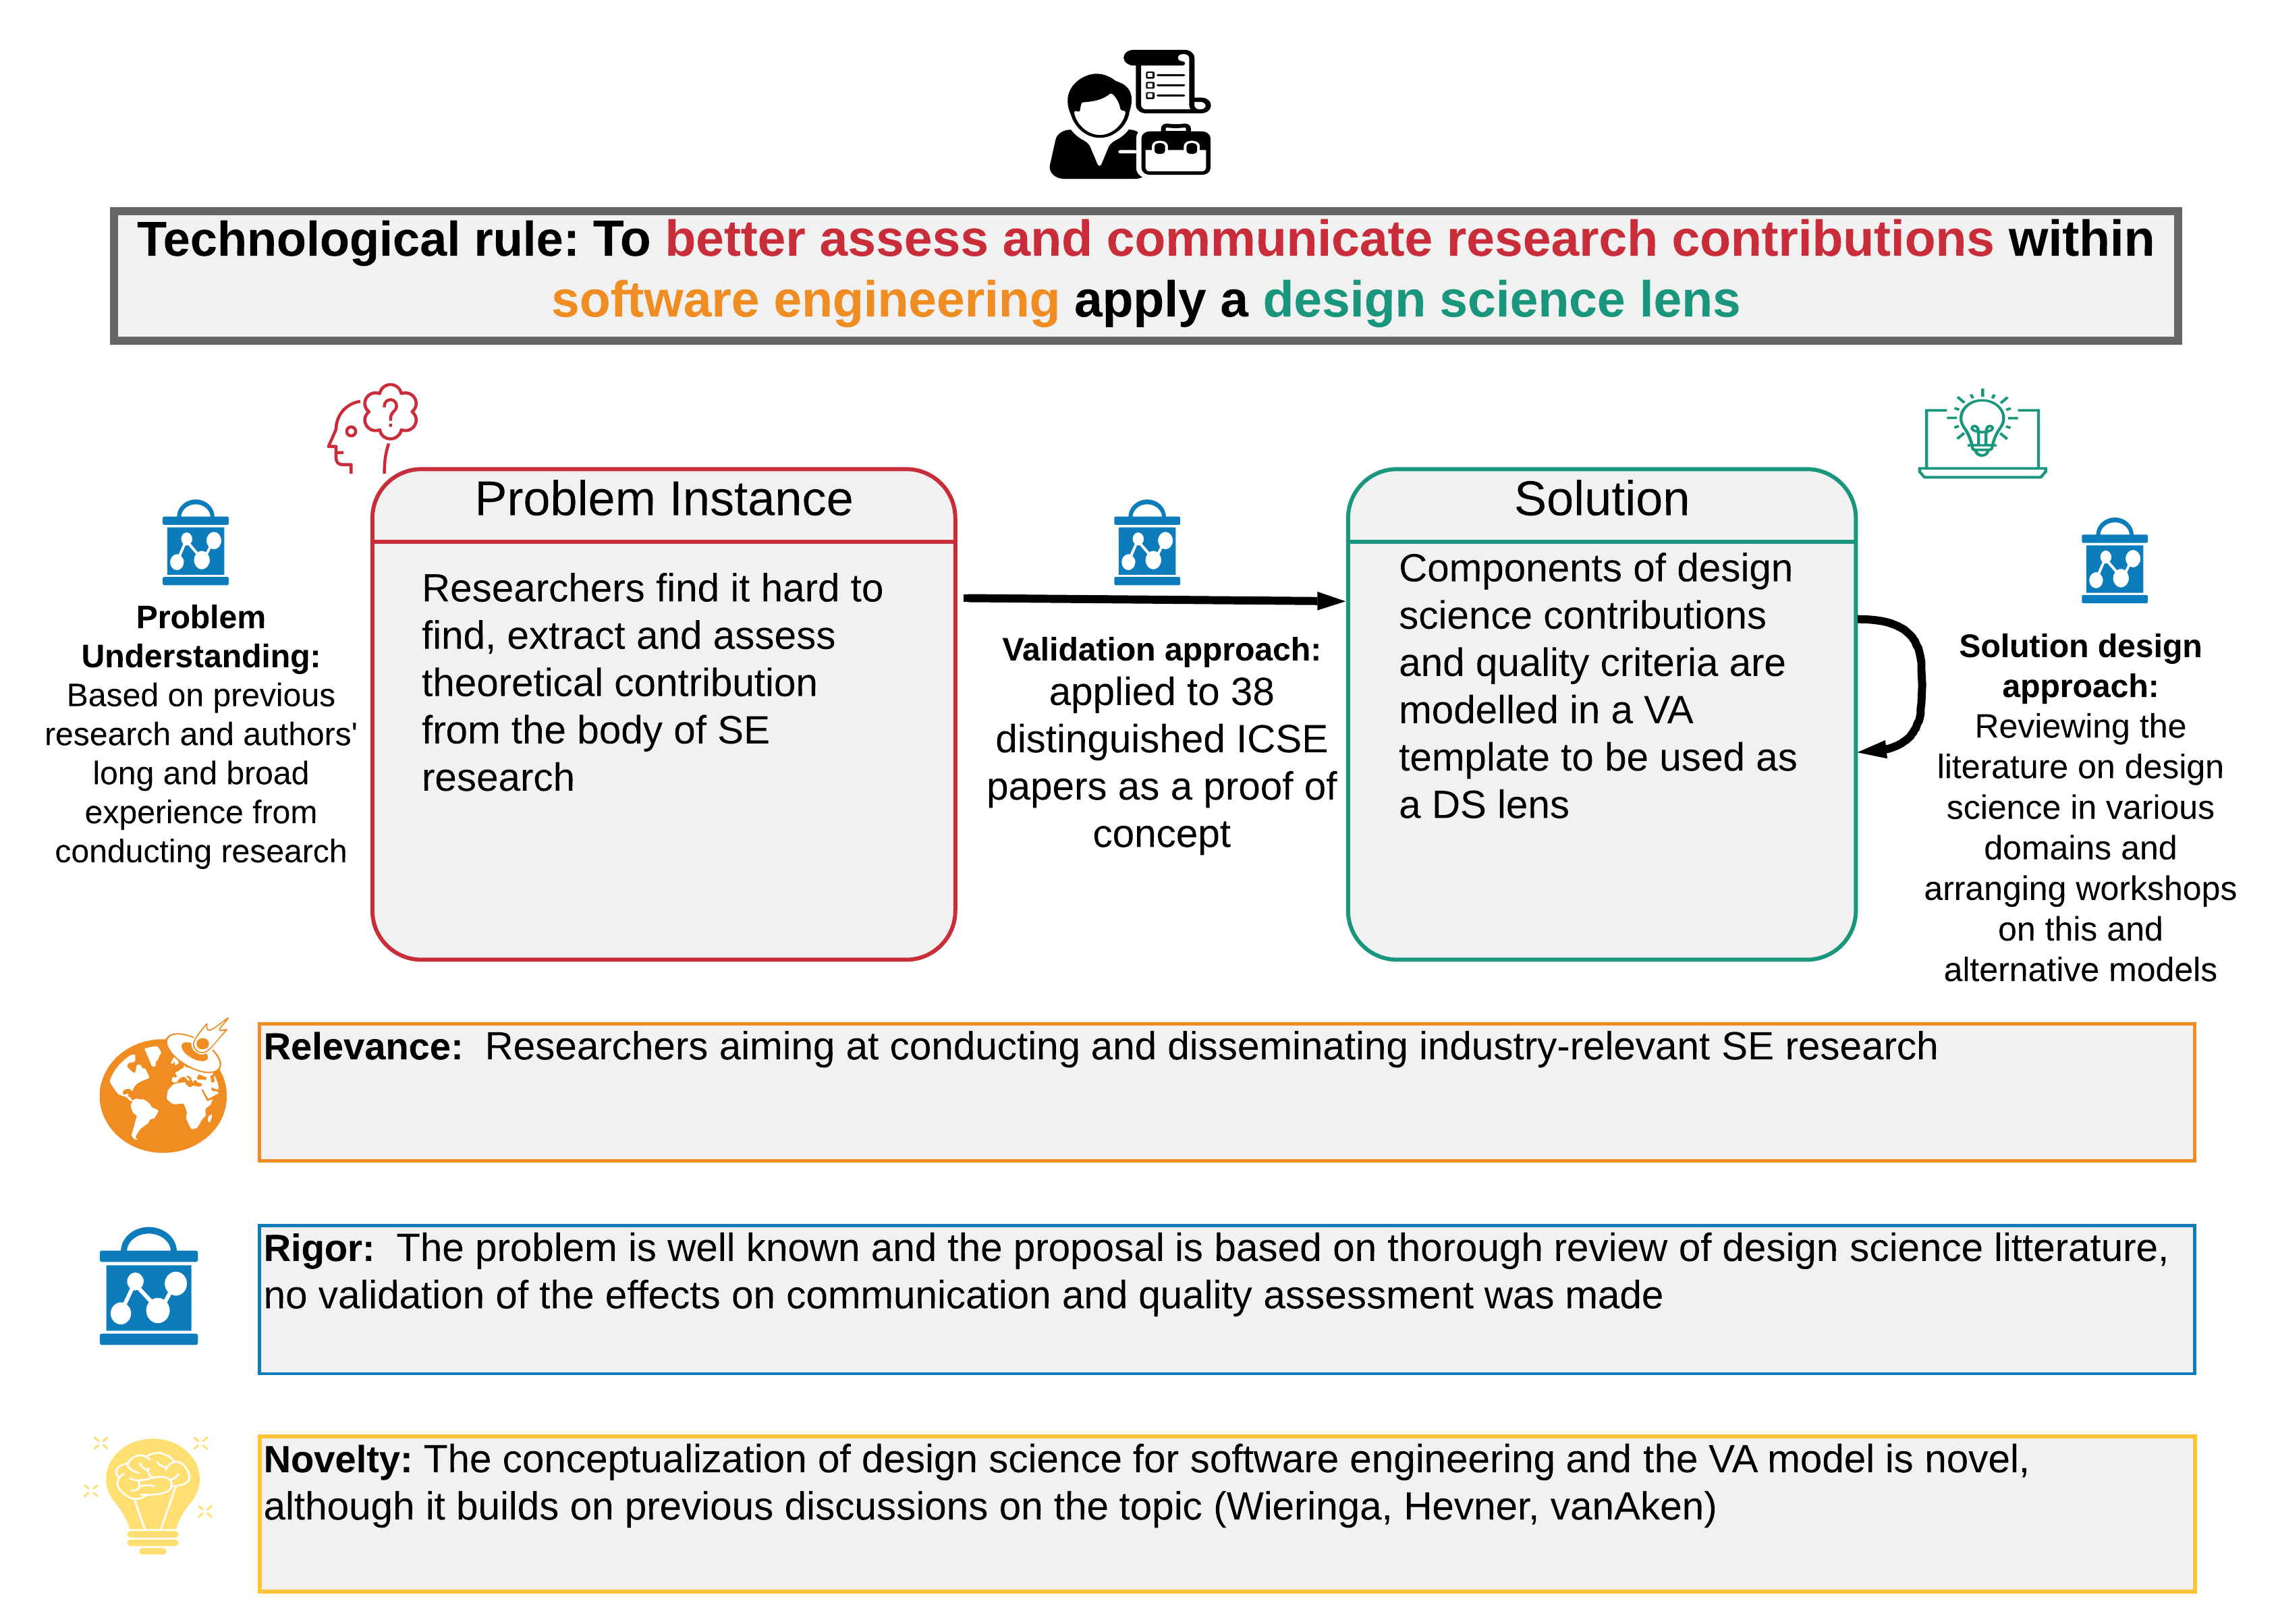 Technological rule: To better assess and communicate research contributions within
software engineering apply a design science lens
Problem
Understanding:
Based on previous
research and authors'
long and broad
experience from
conducting research
Problem Instance
Researchers find it hard to
find, extract and assess
theoretical contribution
from the body of SE
research
Validation approach:
applied to 38
distinguished ICSE
papers as a proof of
concept
Solution
Components of design
science contributions
and quality criteria are
modelled in a VA
template to be used as
a DS lens
Solution design
approach:
Reviewing the
literature on design
science in various
domains and
arranging workshops
on this and
alternative models
Relevance: Researchers aiming at conducting and disseminating industry-relevant SE research
Rigor: The problem is well known and the proposal is based on thorough review of design science litterature,
no validation of the effects on communication and quality assessment was made
Novelty: The conceptualization of design science for software engineering and the VA model is novel,
although it builds on previous discussions on the topic (Wieringa, Hevner, vanAken)